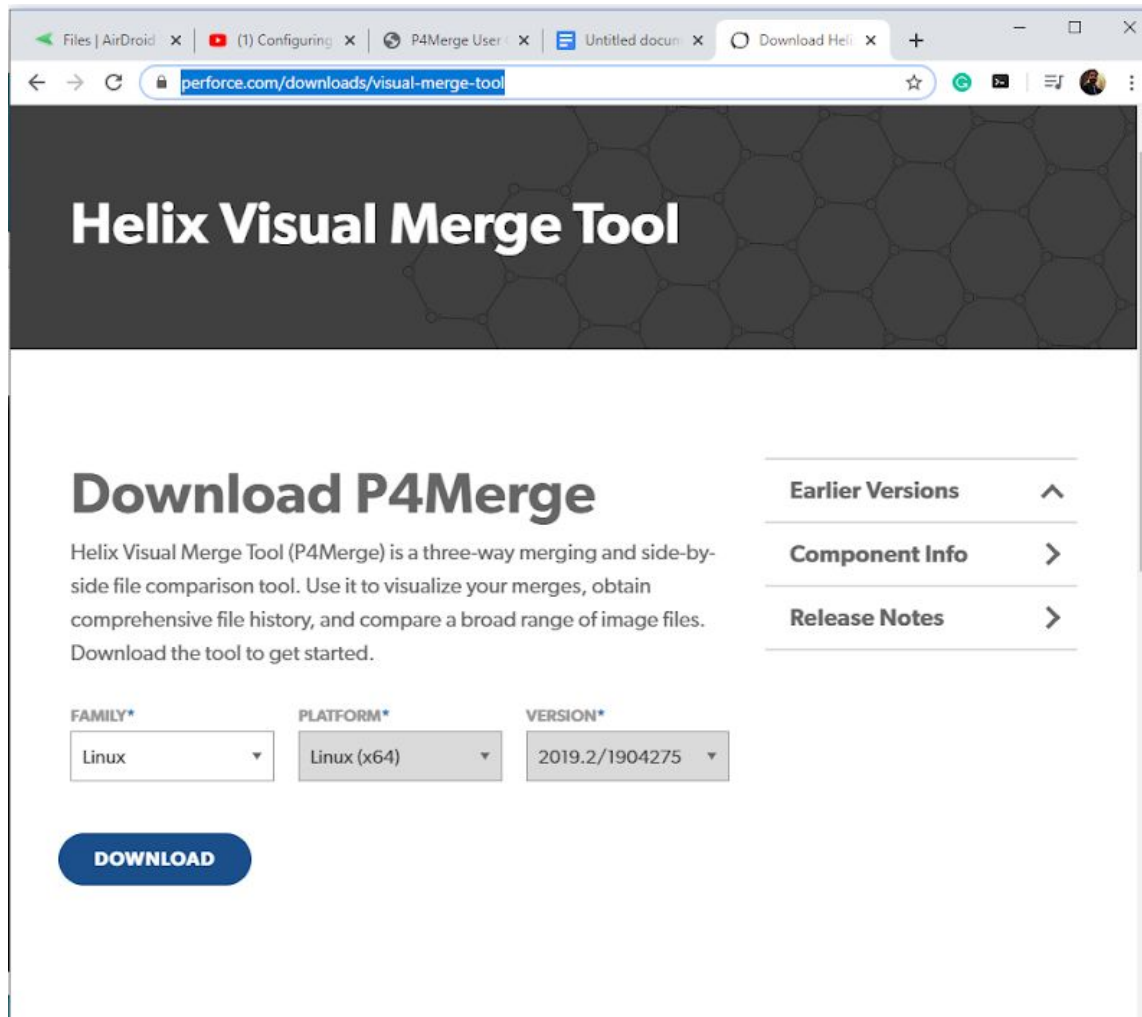 Files | AirDroid
(1) Configuring
P4Merge User
Untitled docum
Download Heli
perforce.com/downloads/visual-merge-tool
Helix Visual Merge Tool
Download P4Merge
Helix Visual Merge Tool (P4Merge) is a three-way merging and side-by-
side file comparison tool. Use it to visualize your merges, obtain
comprehensive file history, and compare a broad range of image files.
Download the tool to get started.
Earlier Versions
Component Info
Release Notes
FAMILY* PLATFORM* VERSION*
Linux Linux (x64) 2019.2/1904275
DOWNLOAD